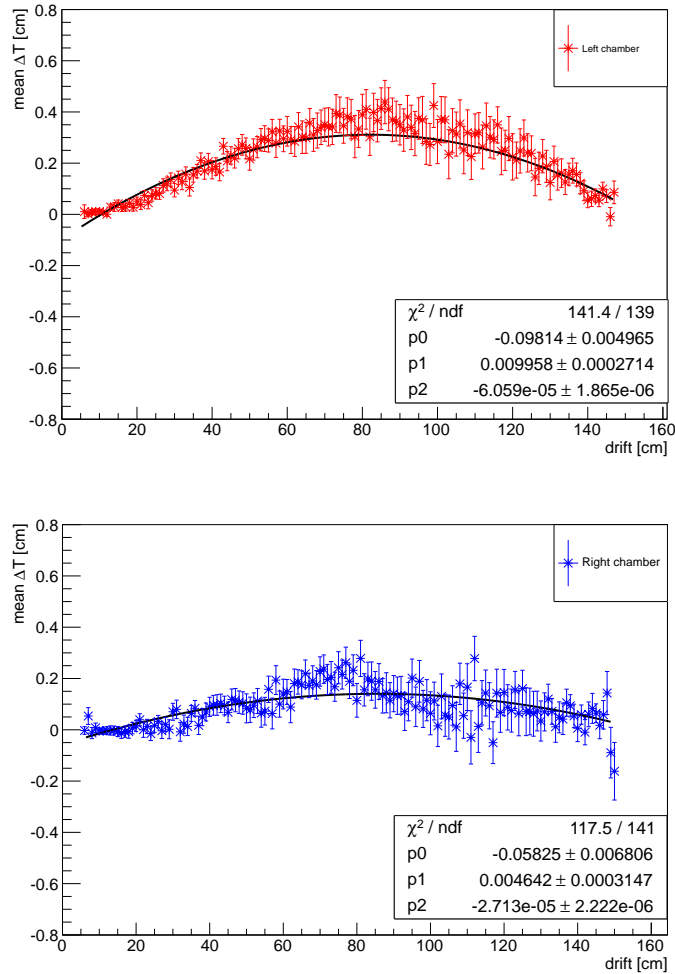 mean ΔT [cm]
0.8
0.6
0.4
0.2
0
-0.2
-0.4
-0.6
-0.8
Left chamber
χ² / ndf 141.4 / 139
p0 -0.09814 ± 0.004965
p1 0.009958 ± 0.0002714
p2 -6.059e-05 ± 1.865e-06
0 20 40 60 80 100 120 140 160
drift [cm]
mean ΔT [cm]
0.8
0.6
0.4
0.2
0
-0.2
-0.4
-0.6
-0.8
Right chamber
χ² / ndf 117.5 / 141
p0 -0.05825 ± 0.006806
p1 0.004642 ± 0.0003147
p2 -2.713e-05 ± 2.222e-06
0 20 40 60 80 100 120 140 160
drift [cm]